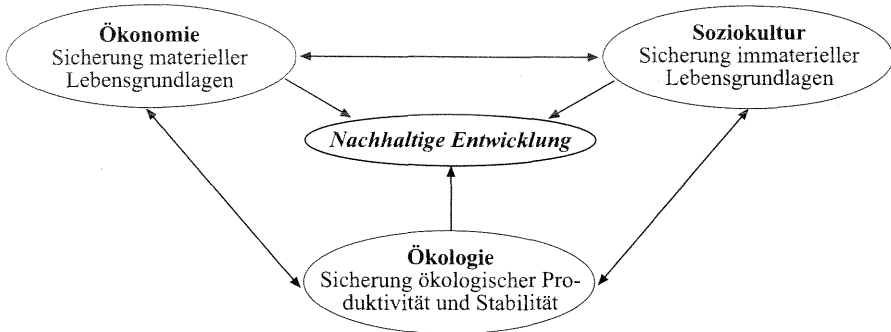 Ökonomie
Sicherung materieller
Lebensgrundlagen
Soziokultur
Sicherung immaterieller
Lebensgrundlagen
Nachhaltige Entwicklung
Ökologie
Sicherung ökologischer Pro-
duktivität und Stabilität